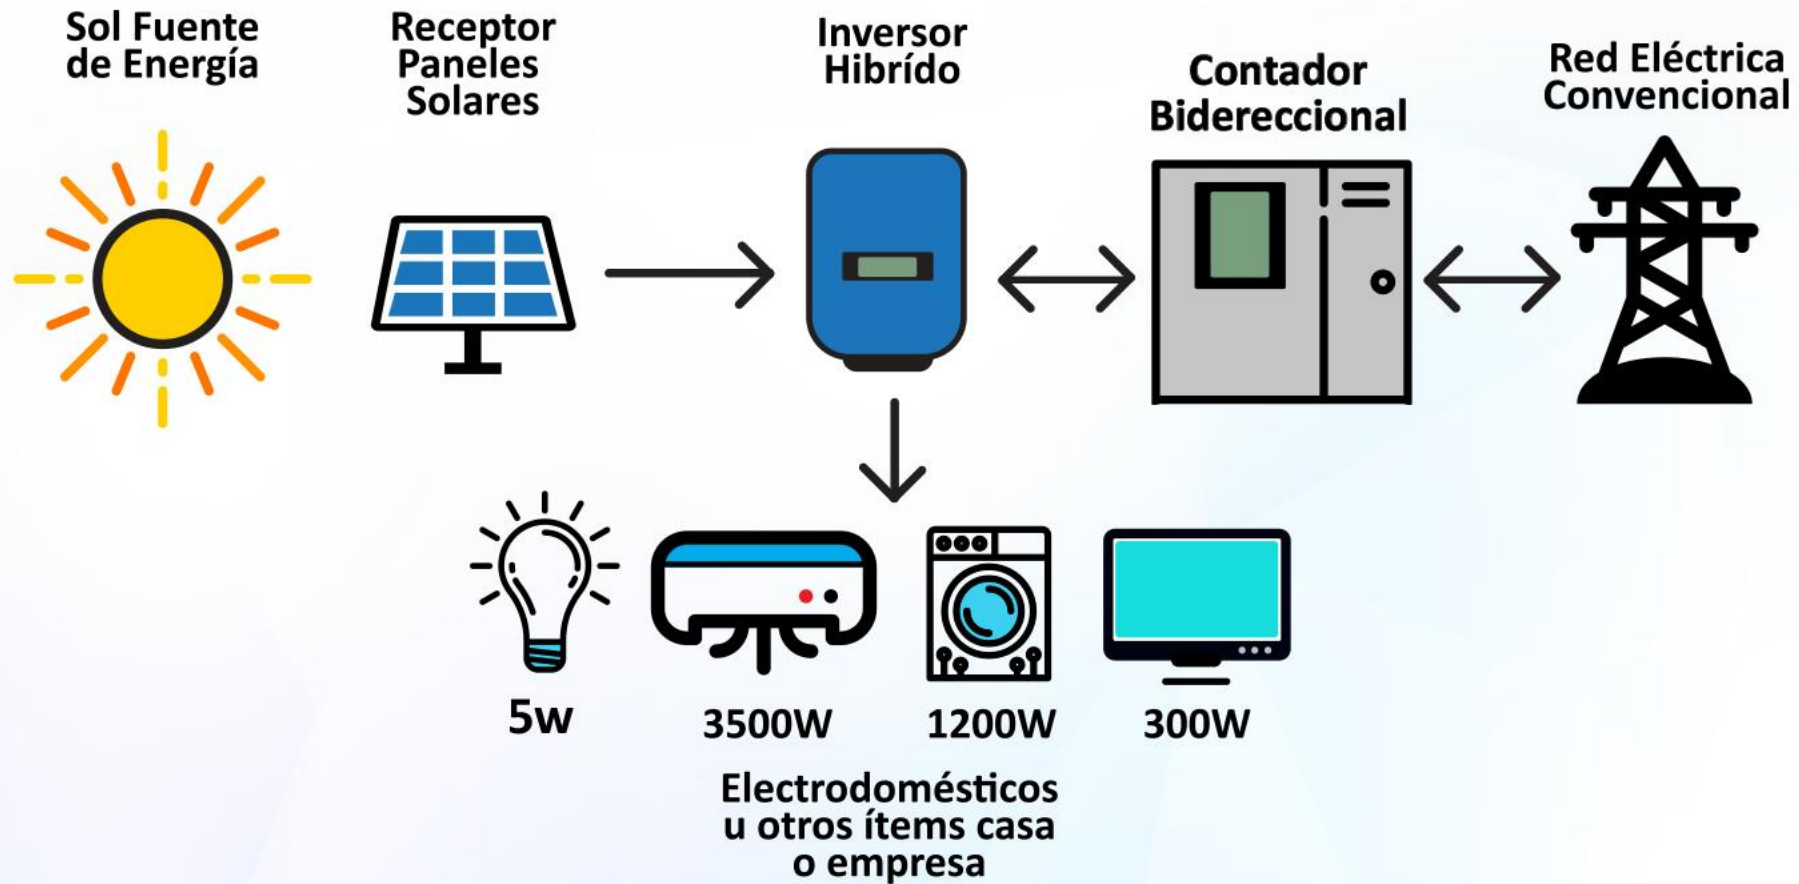 Sol Fuente
de Energía
Receptor
Paneles
Solares
Inversor
Hibrído
Contador
Bidereccional
Red Eléctrica
Convencional
5w
3500W
1200W
300W
Electrodomésticos
u otros ítems casa
o empresa